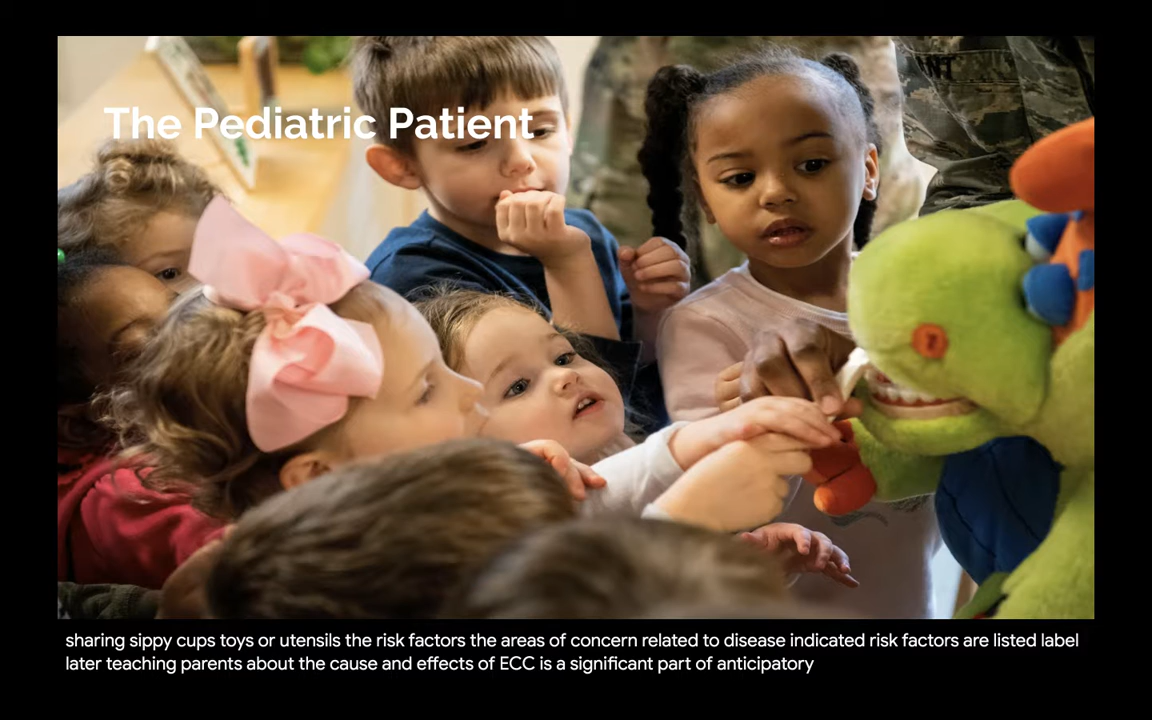 The Pediatric Patient
sharing sippy cups toys or utensils the risk factors the areas of concern related to disease indicated risk factors are listed label
later teaching parents about the cause and effects of ECC is a significant part of anticipatory